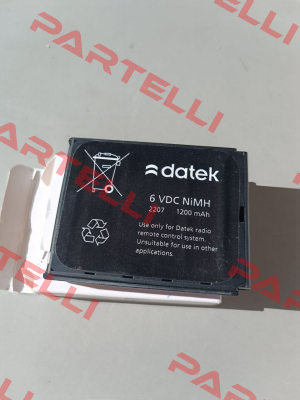 PARTELLI
datek
6 VDC NiMH
2207 1200 mAh
Use only for Datek radio
remote control system.
Unsuitable for use in other
applications.
PARTELLI
PARTELLI